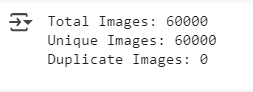 Total Images: 60000
Unique Images: 60000
Duplicate Images: 0